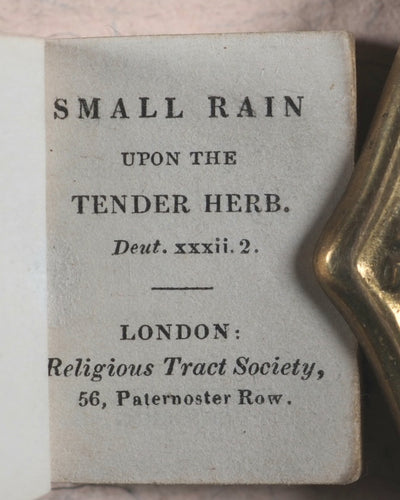 SMALL RAIN
UPON THE
TENDER HERB.
Deut. xxxii. 2.
LONDON:
Religious Tract Society,
56, Paternoster Row.